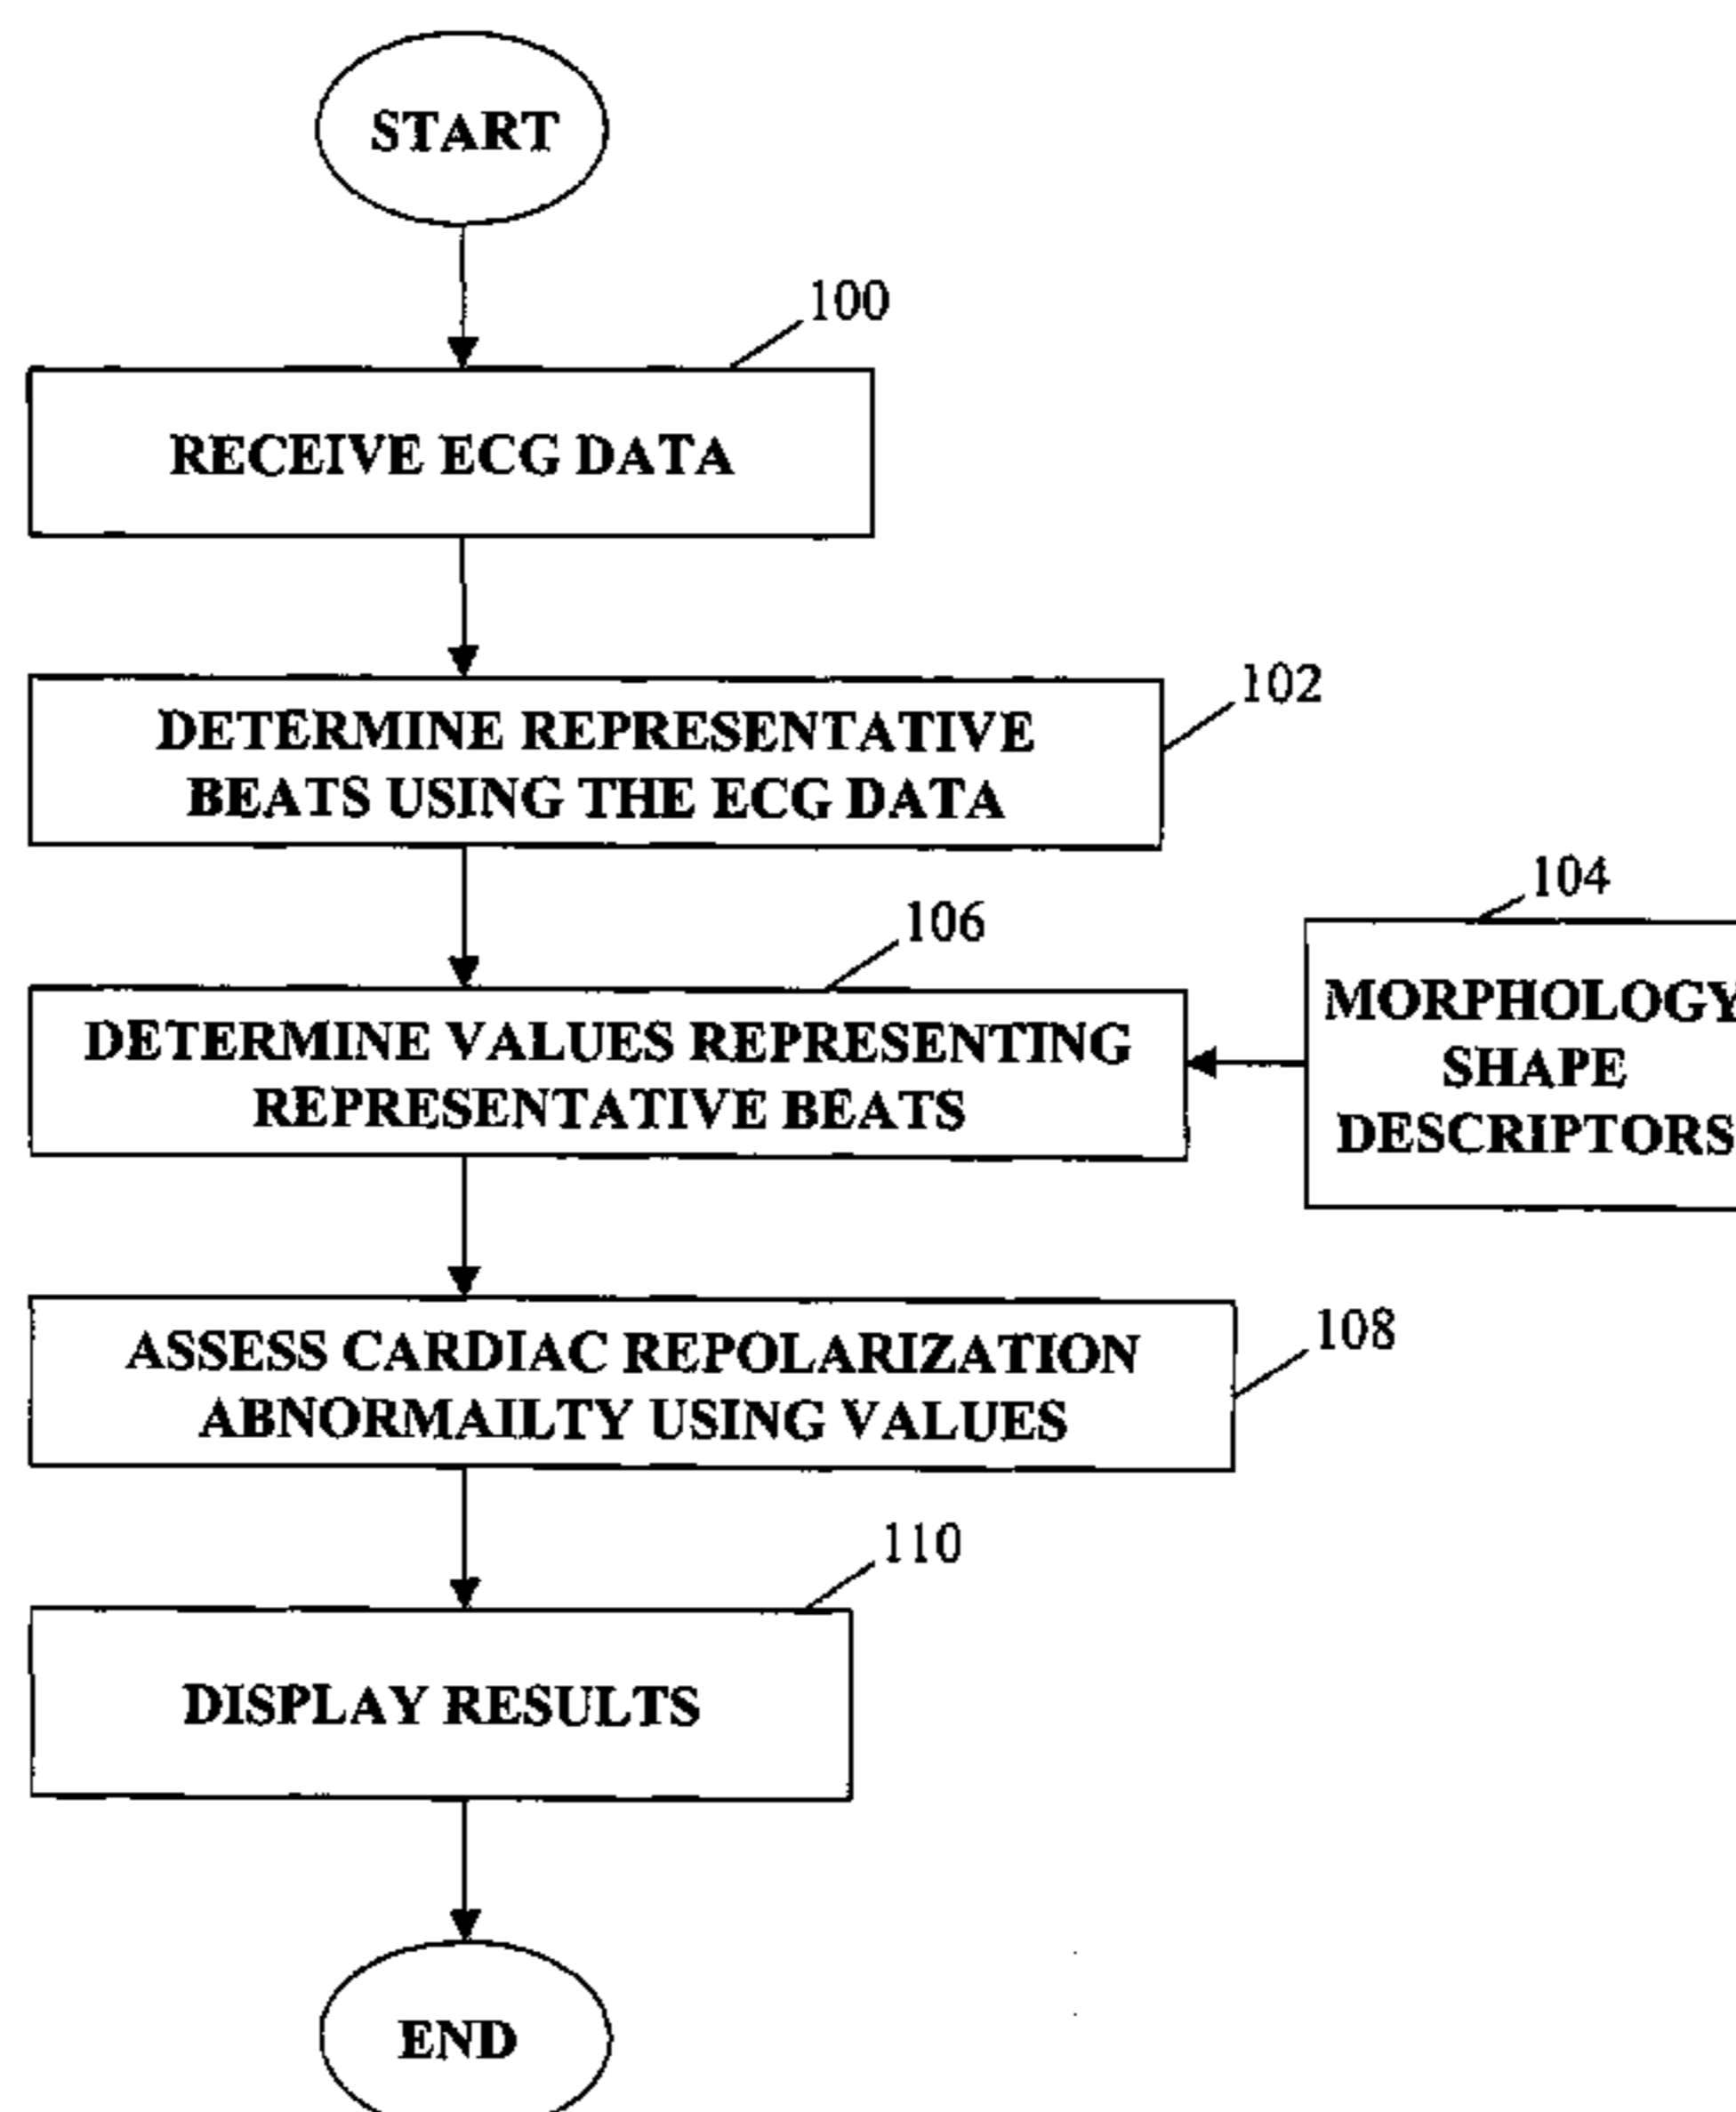 START
100
RECEIVE ECG DATA
102
DETERMINE REPRESENTATIVE
BEATS USING THE ECG DATA
104
106
MORPHOLOGY
SHAPE
DESCRIPTORS
DETERMINE VALUES REPRESENTING
REPRESENTATIVE BEATS
108
ASSESS CARDIAC REPOLARIZATION
ABNORMAILTY USING VALUES
110
DISPLAY RESULTS
END